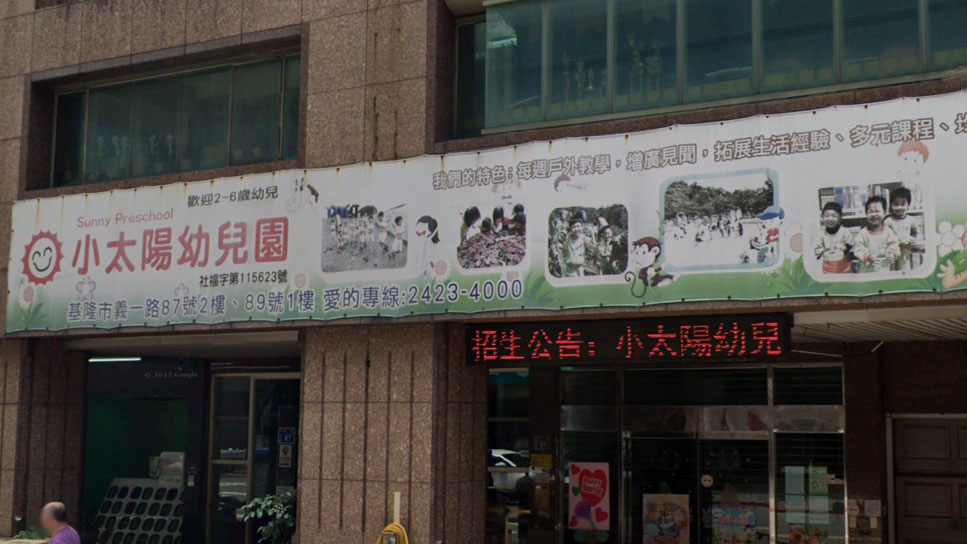 我們的特色：每週戶外教學，增廣見聞，拓展生活經驗、多元課程、
歡迎2~6歲幼兒
Sunny Preschool
小太陽幼兒園
社福字第115623號
基隆市義一路87號2樓、89號1樓 愛的專線:2423-4000
招生公告：小太陽幼兒
© 2022 Google